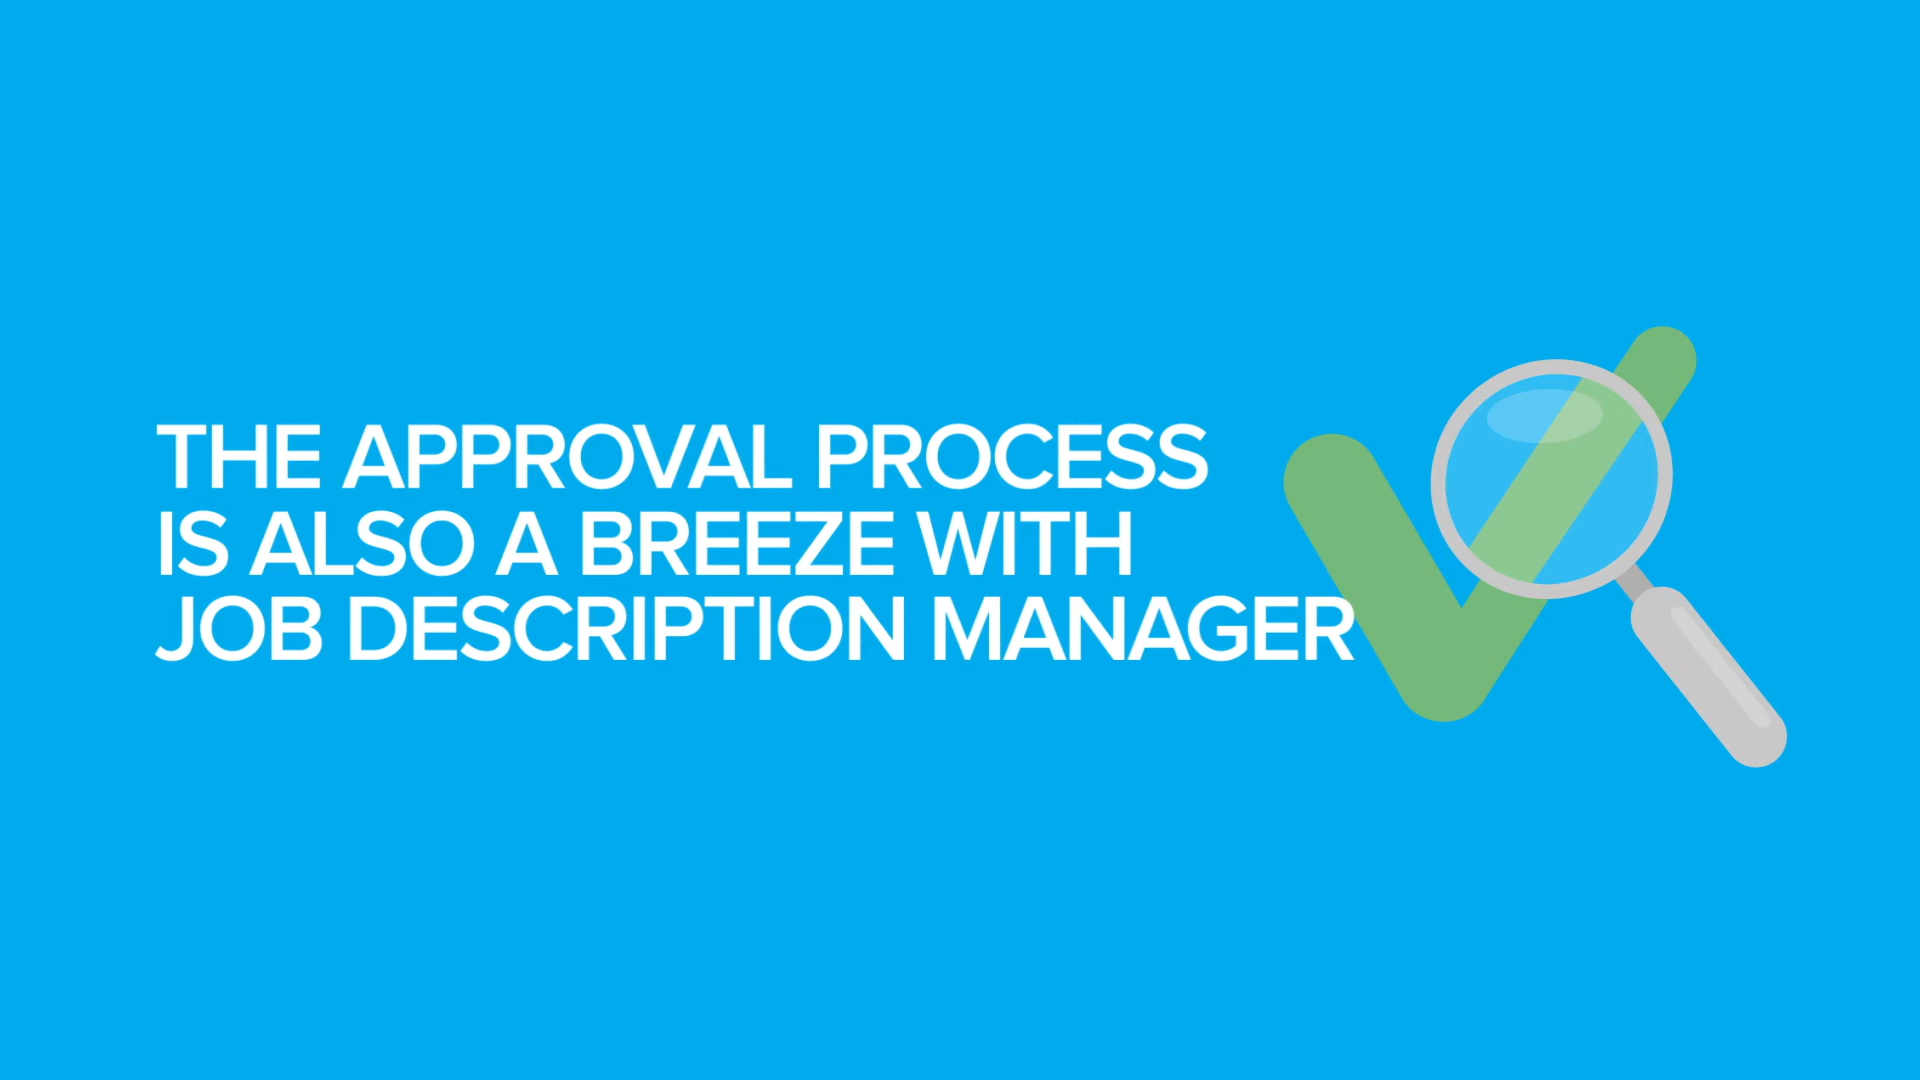 THE APPROVAL PROCESS
IS ALSO A BREEZE WITH
JOB DESCRIPTION MANAGER